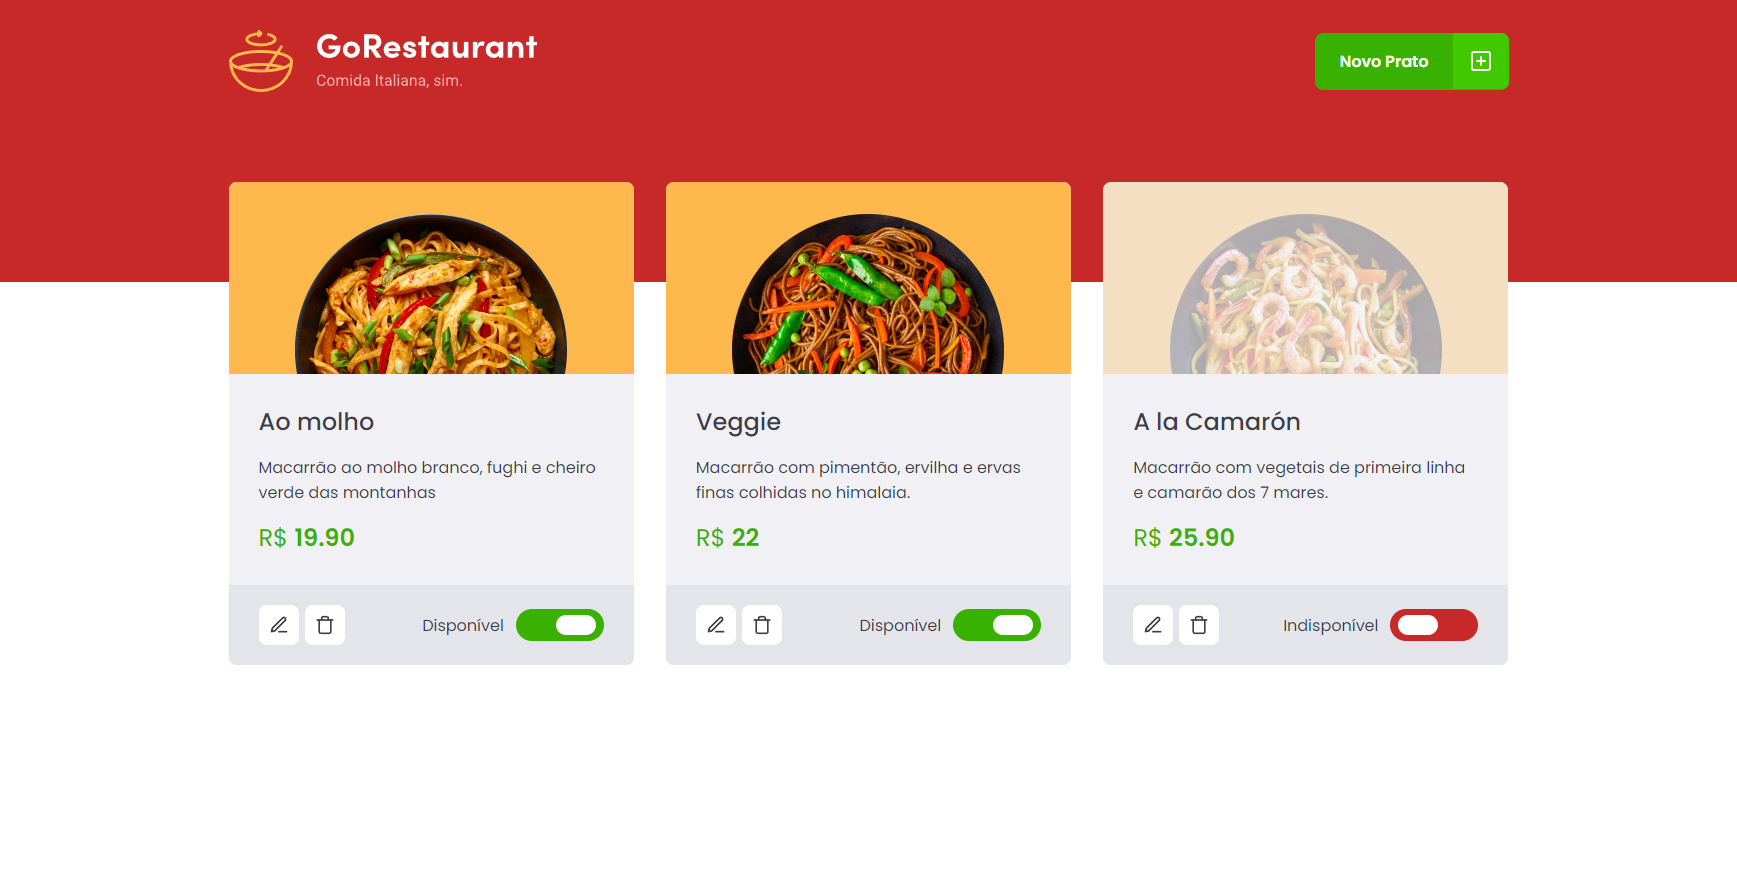 GoRestaurant
Comida Italiana, sim.
Novo Prato
Ao molho
Macarrão ao molho branco, fughi e cheiro
verde das montanhas
R$ 19.90
Disponível
Veggie
Macarrão com pimentão, ervilha e ervas
finas colhidas no himalaia.
R$ 22
Disponível
A la Camarón
Macarrão com vegetais de primeira linha
e camarão dos 7 mares.
R$ 25.90
Indisponível